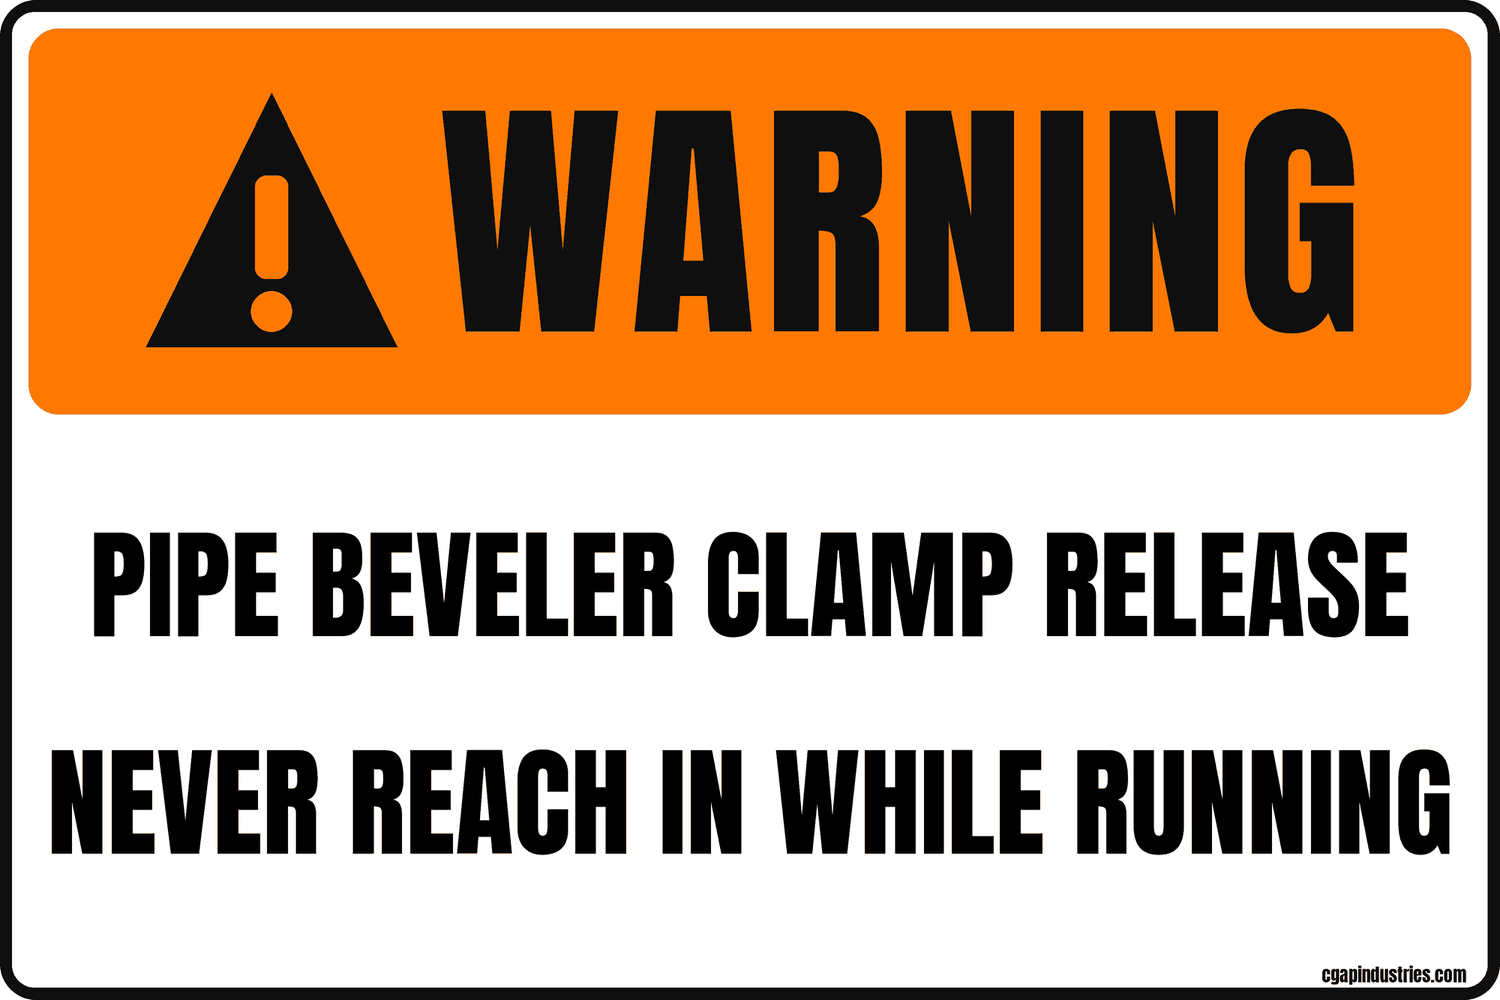 WARNING
PIPE BEVELER CLAMP RELEASE
NEVER REACH IN WHILE RUNNING
cgapindustries.com